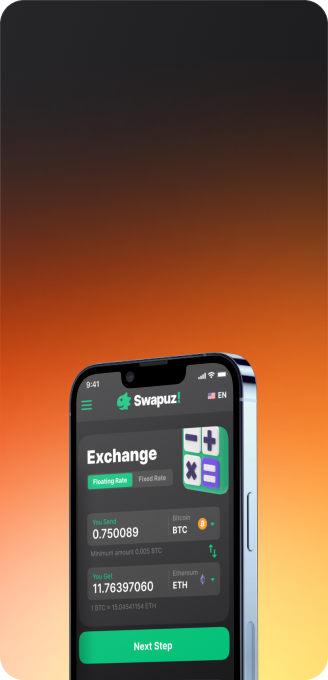 9:41
Swapuz!
EN
Exchange
Floating Rate Fixed Rate
You Send
0.750089
Bitcoin
BTC
Minimum amount 0.005 BTC
You Get
11.76397060
Ethereum
ETH
1 BTC ≈ 15.04541154 ETH
Next Step